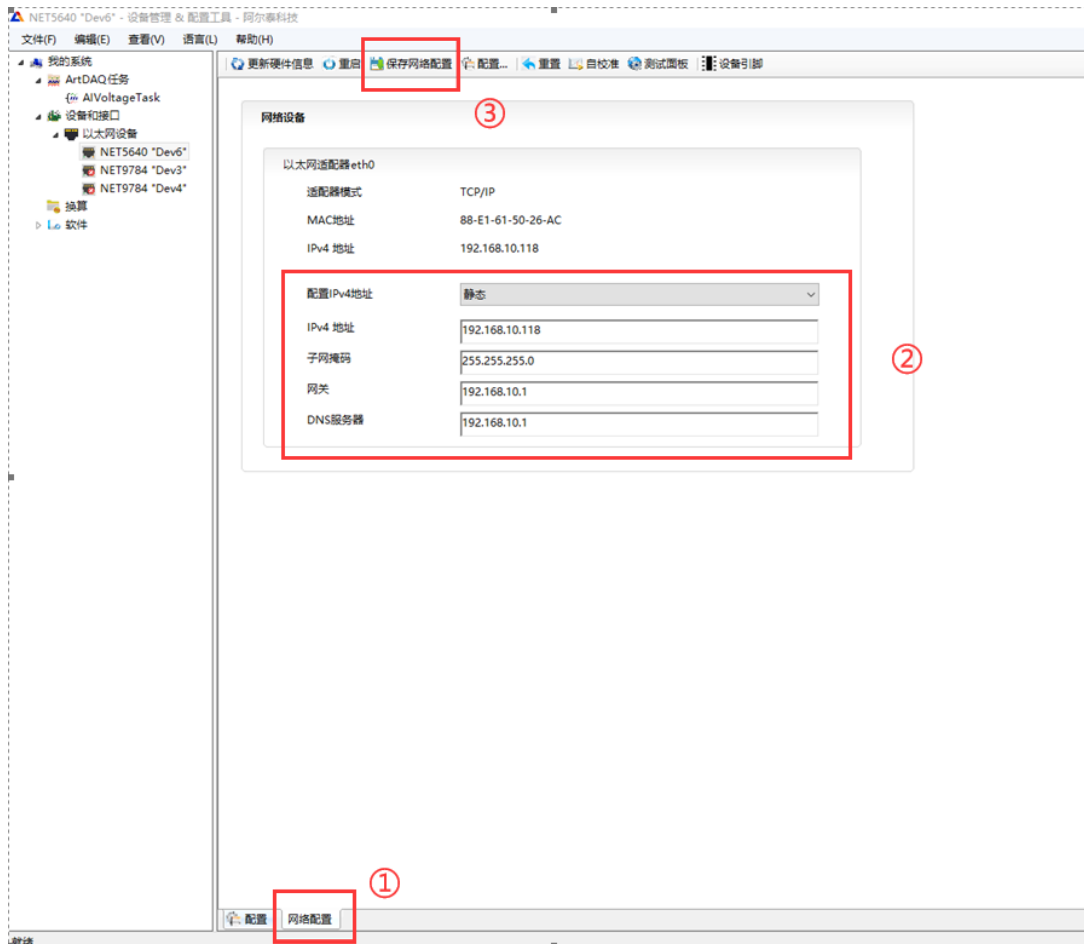 NET5640 "Dev6" - 设备管理 & 配置工具 - 阿尔泰科技
文件(F) 编辑(E) 查看(V) 语言(L) 帮助(H)
我的系统
ArtDAQ任务
AIVoltageTask
设备和接口
以太网设备
NET5640 "Dev6"
NET9784 "Dev3"
NET9784 "Dev4"
换算
软件
更新硬件信息 重启 保存网络配置 配置... 重置 自校准 测试面板 设备引脚
③
网络设备
以太网适配器eth0
适配器模式 TCP/IP
MAC地址 88-E1-61-50-26-AC
IPv4 地址 192.168.10.118
配置IPv4地址 静态
IPv4 地址 192.168.10.118
子网掩码 255.255.255.0
②
网关 192.168.10.1
DNS服务器 192.168.10.1
①
配置 网络配置
就绪